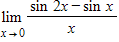 lim x→0 (sin 2x − sin x)/x